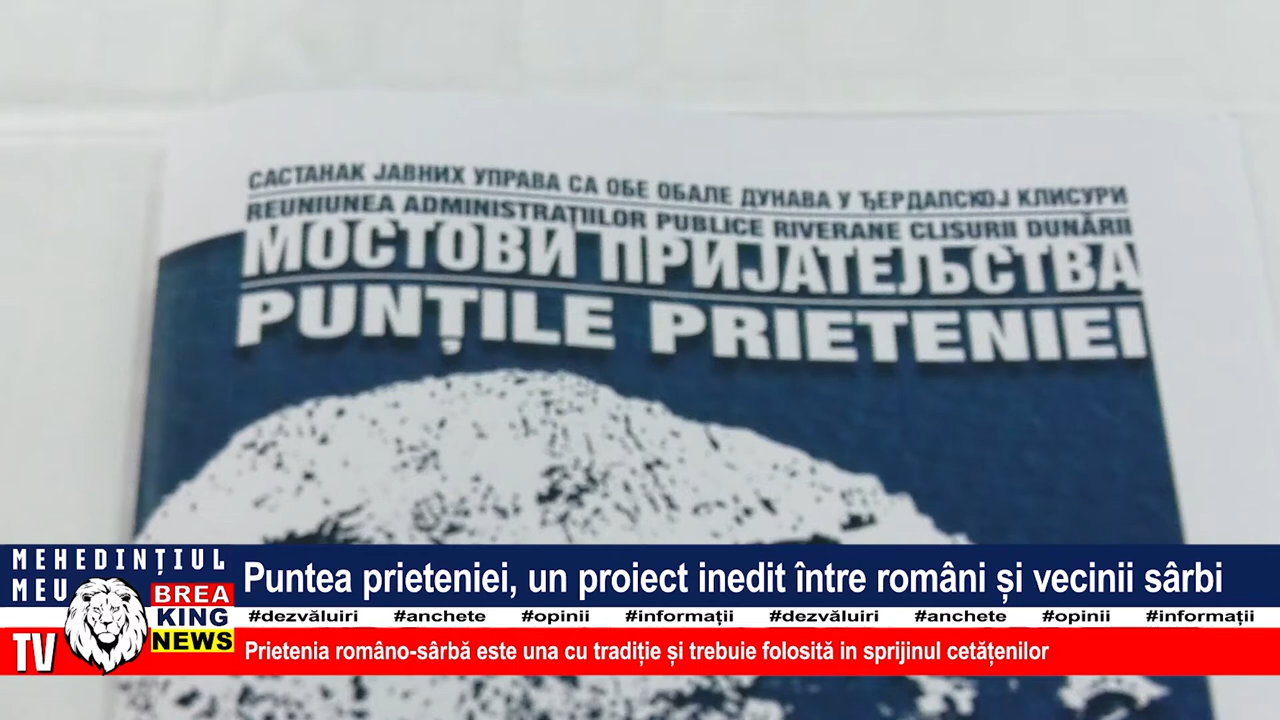 САСТАНАК ЈАВНИХ УПРАВА СА ОБЕ ОБАЛЕ ДУНАВА У ЂЕРДАПСКОЈ КЛИСУРИ
REUNIUNEA ADMINISTRAȚIILOR PUBLICE RIVERANE CLISURII DUNĂRII
МОСТОВИ ПРИЈАТЕЉСТВА
PUNȚILE PRIETENIEI
MEHEDINȚIUL
MEU
BREA
KING
NEWS
TV
Puntea prieteniei, un proiect inedit între români și vecinii sârbi
#dezvăluiri #anchete #opinii #informații #dezvăluiri #anchete #opinii #informații
Prietenia româno-sârbă este una cu tradiție și trebuie folosită in sprijinul cetățenilor